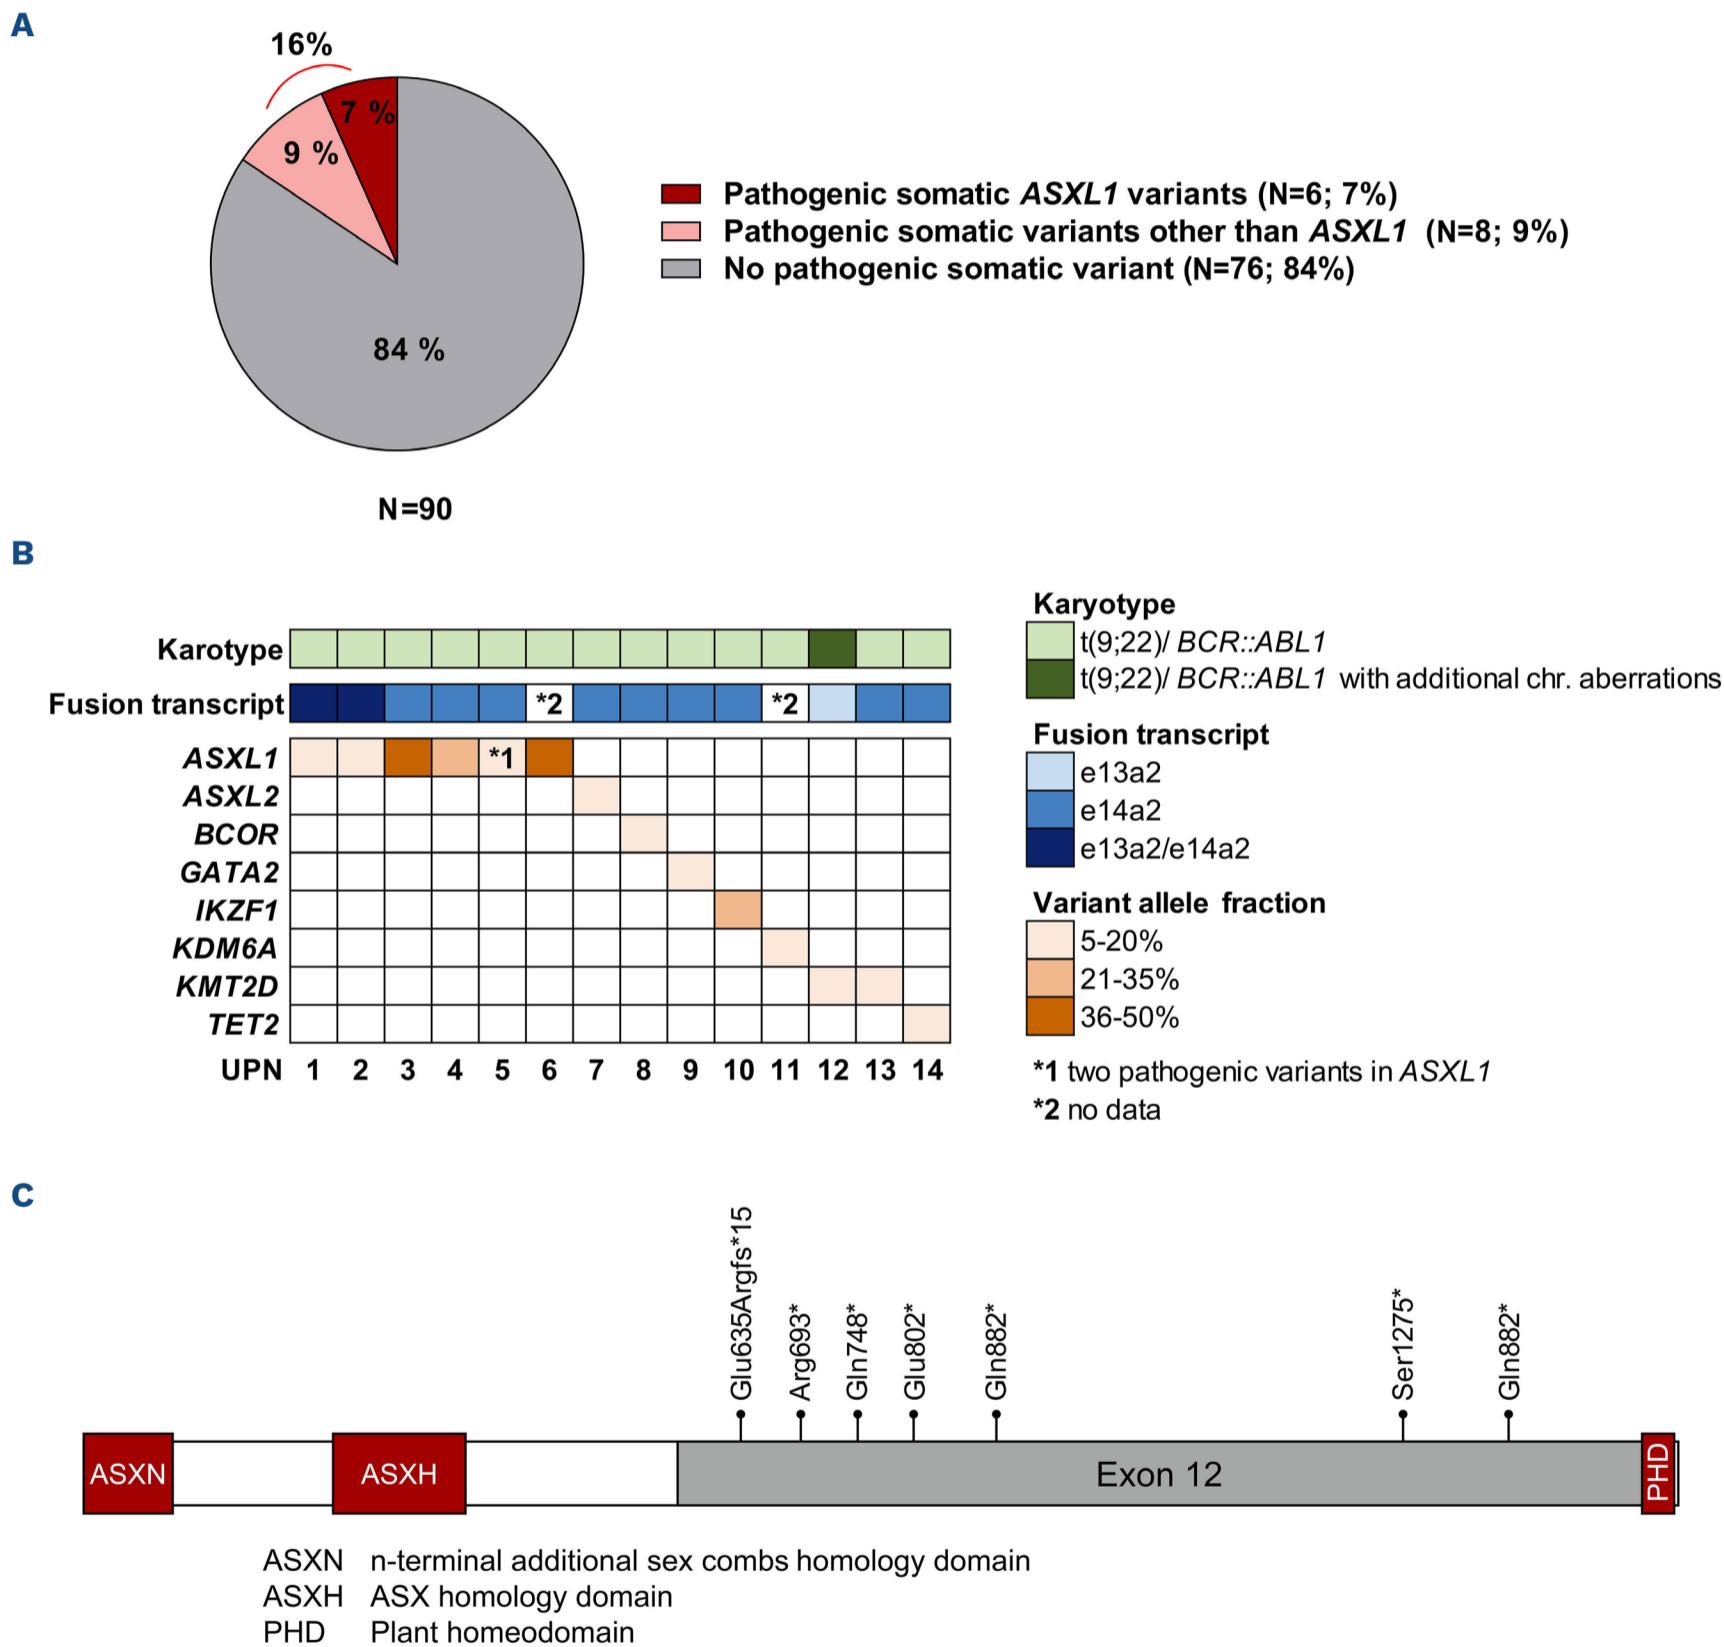 A
16%
7 %
9 %
84 %
N=90
Pathogenic somatic ASXL1 variants (N=6; 7%)
Pathogenic somatic variants other than ASXL1 (N=8; 9%)
No pathogenic somatic variant (N=76; 84%)
B
Karotype
Fusion transcript *2 *2
ASXL1 *1
ASXL2
BCOR
GATA2
IKZF1
KDM6A
KMT2D
TET2
UPN 1 2 3 4 5 6 7 8 9 10 11 12 13 14
Karyotype
t(9;22)/ BCR::ABL1
t(9;22)/ BCR::ABL1 with additional chr. aberrations
Fusion transcript
e13a2
e14a2
e13a2/e14a2
Variant allele fraction
5-20%
21-35%
36-50%
*1 two pathogenic variants in ASXL1
*2 no data
C
Glu635Argfs*15
Arg693*
Gln748*
Glu802*
Gln882*
Ser1275*
Gln882*
ASXN
ASXH
Exon 12
PHD
ASXN n-terminal additional sex combs homology domain
ASXH ASX homology domain
PHD Plant homeodomain